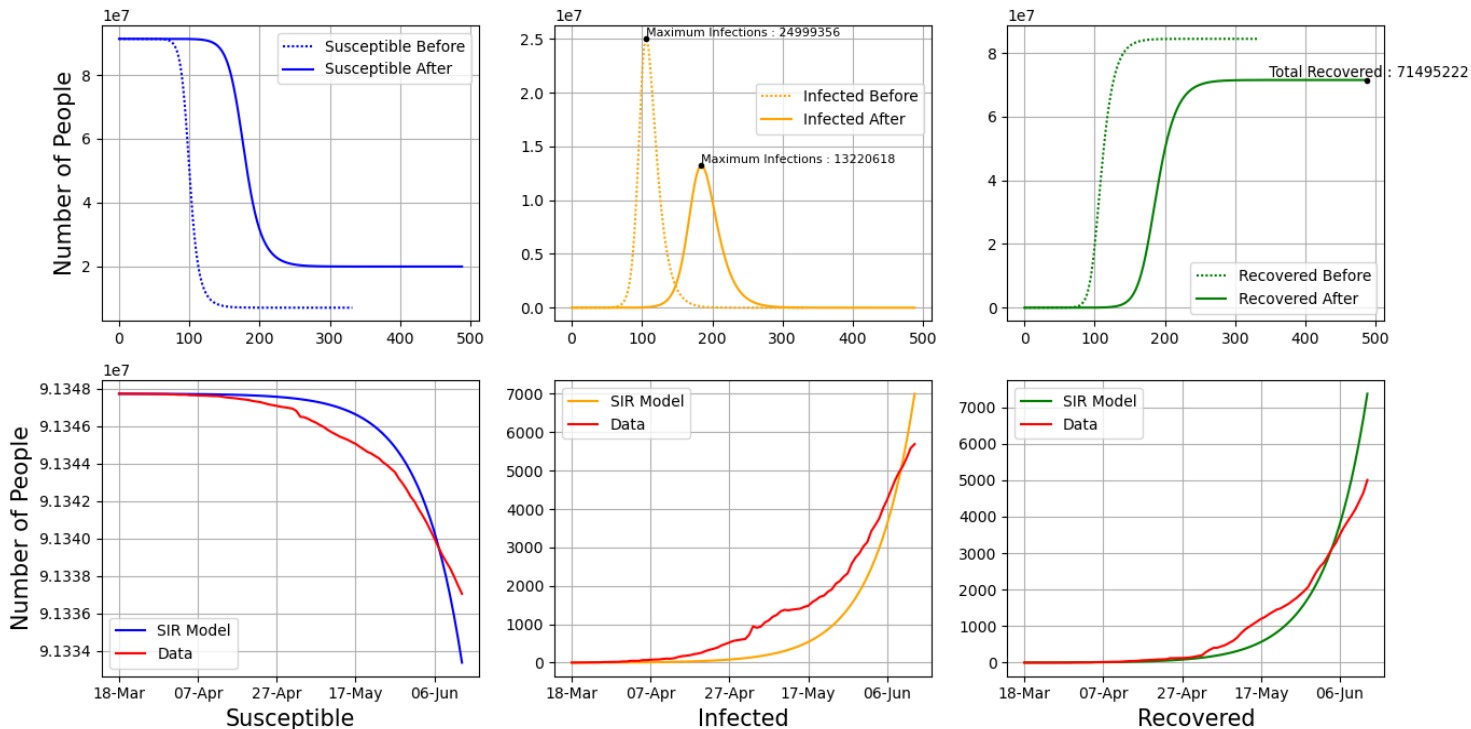 1e7
Number of People
8
6
4
2
0
100
200
300
400
500
Susceptible Before
Susceptible After
1e7
2.5
2.0
1.5
1.0
0.5
0.0
0
100
200
300
400
500
Maximum Infections : 24999356
Infected Before
Infected After
Maximum Infections : 13220618
1e7
8
6
4
2
0
0
100
200
300
400
500
Total Recovered : 71495222
Recovered Before
Recovered After
1e7
Number of People
9.1348
9.1346
9.1344
9.1342
9.1340
9.1338
9.1336
9.1334
18-Mar
07-Apr
27-Apr
17-May
06-Jun
SIR Model
Data
Susceptible
7000
6000
5000
4000
3000
2000
1000
0
18-Mar
07-Apr
27-Apr
17-May
06-Jun
SIR Model
Data
Infected
7000
6000
5000
4000
3000
2000
1000
0
18-Mar
07-Apr
27-Apr
17-May
06-Jun
SIR Model
Data
Recovered